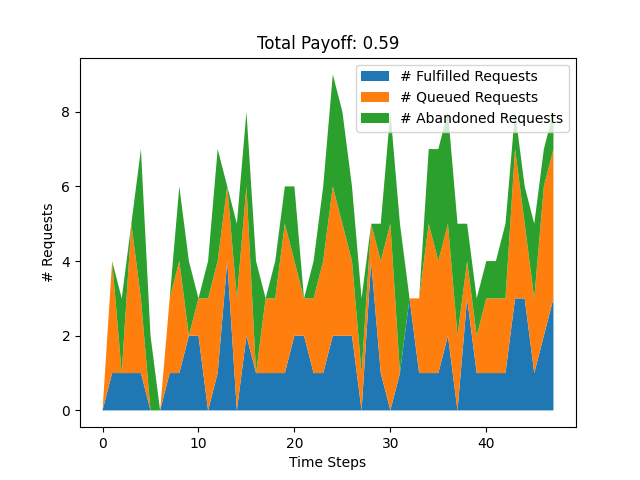 Total Payoff: 0.59
# Fulfilled Requests
# Queued Requests
# Abandoned Requests
8
6
4
2
0
# Requests
0 10 20 30 40
Time Steps